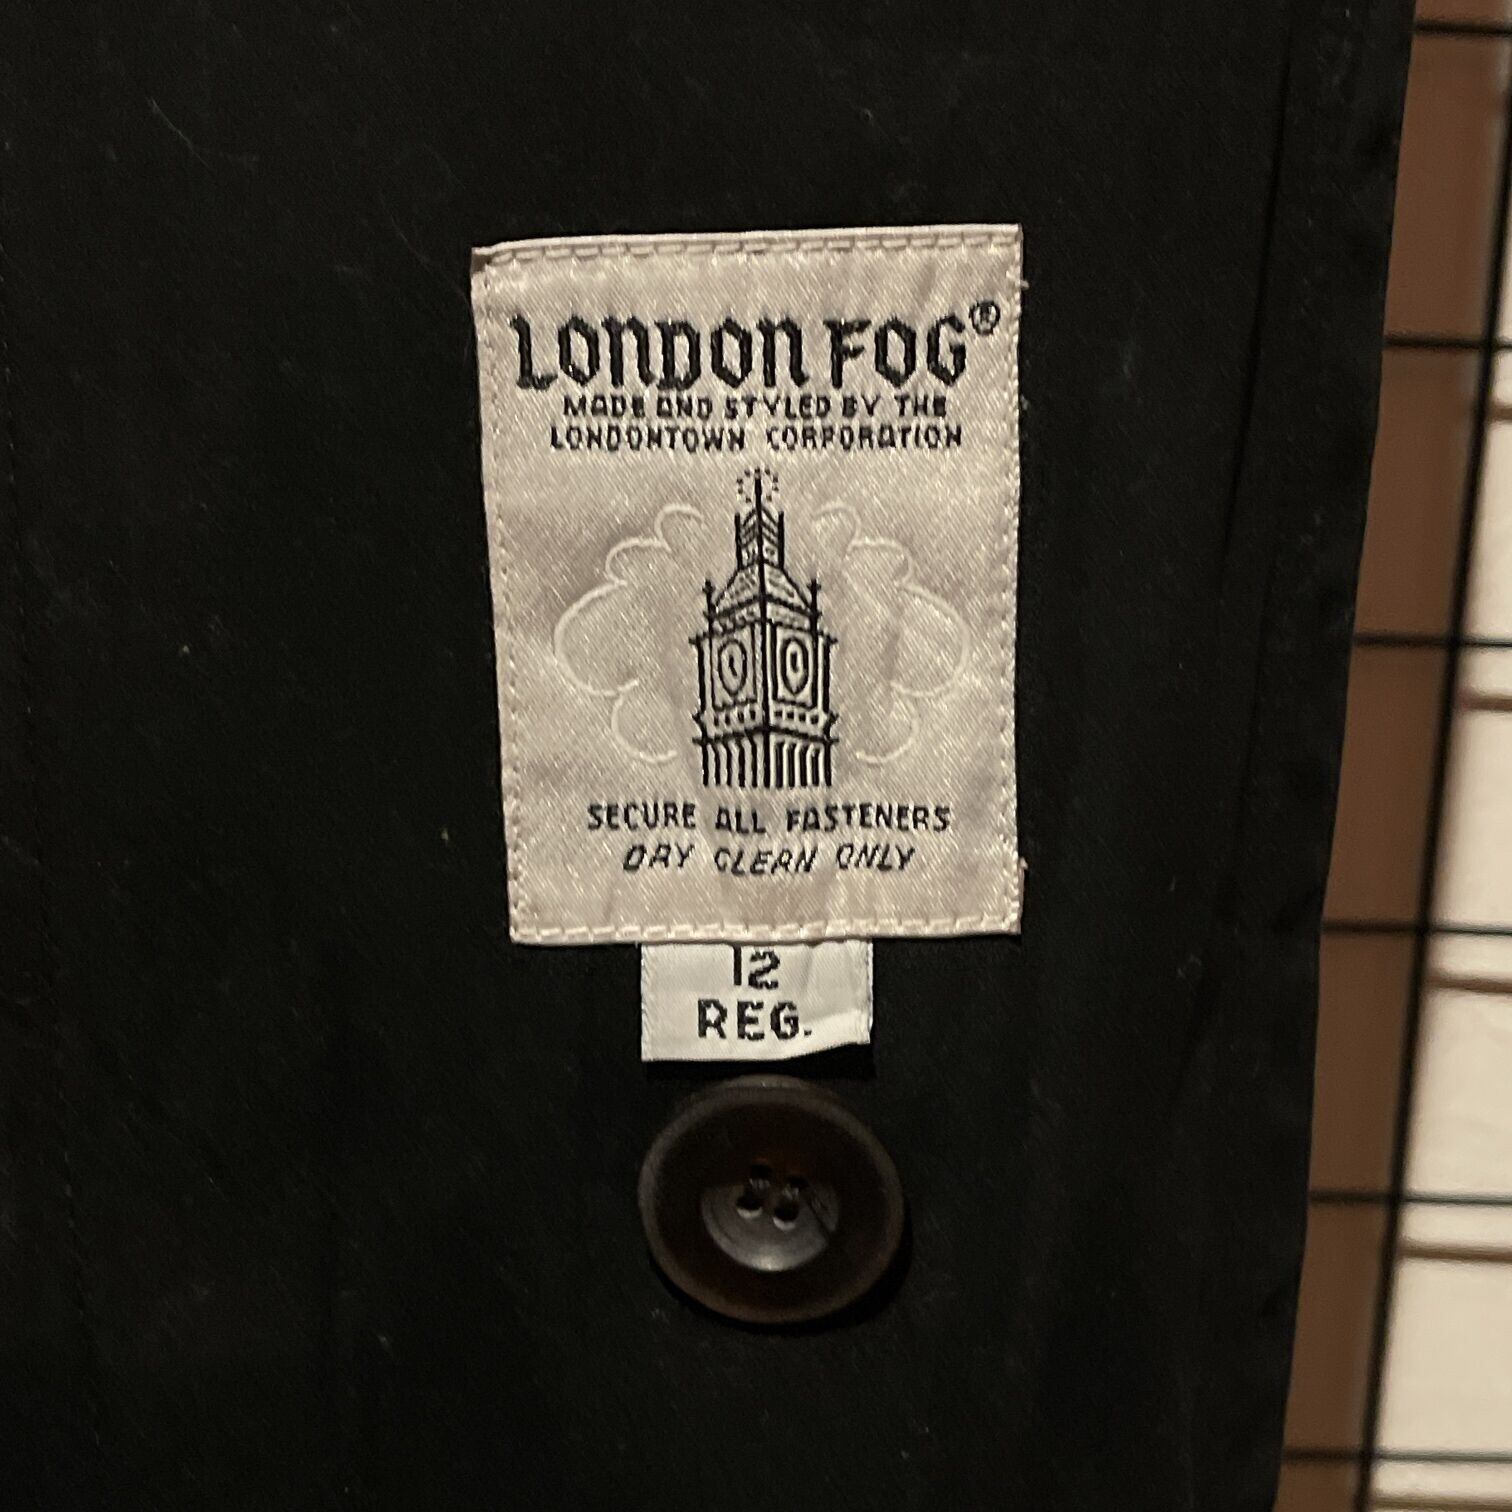 LONDON FOG®
MADE AND STYLED BY THE
LONDONTOWN CORPORATION
SECURE ALL FASTENERS
DRY CLEAN ONLY
12
REG.